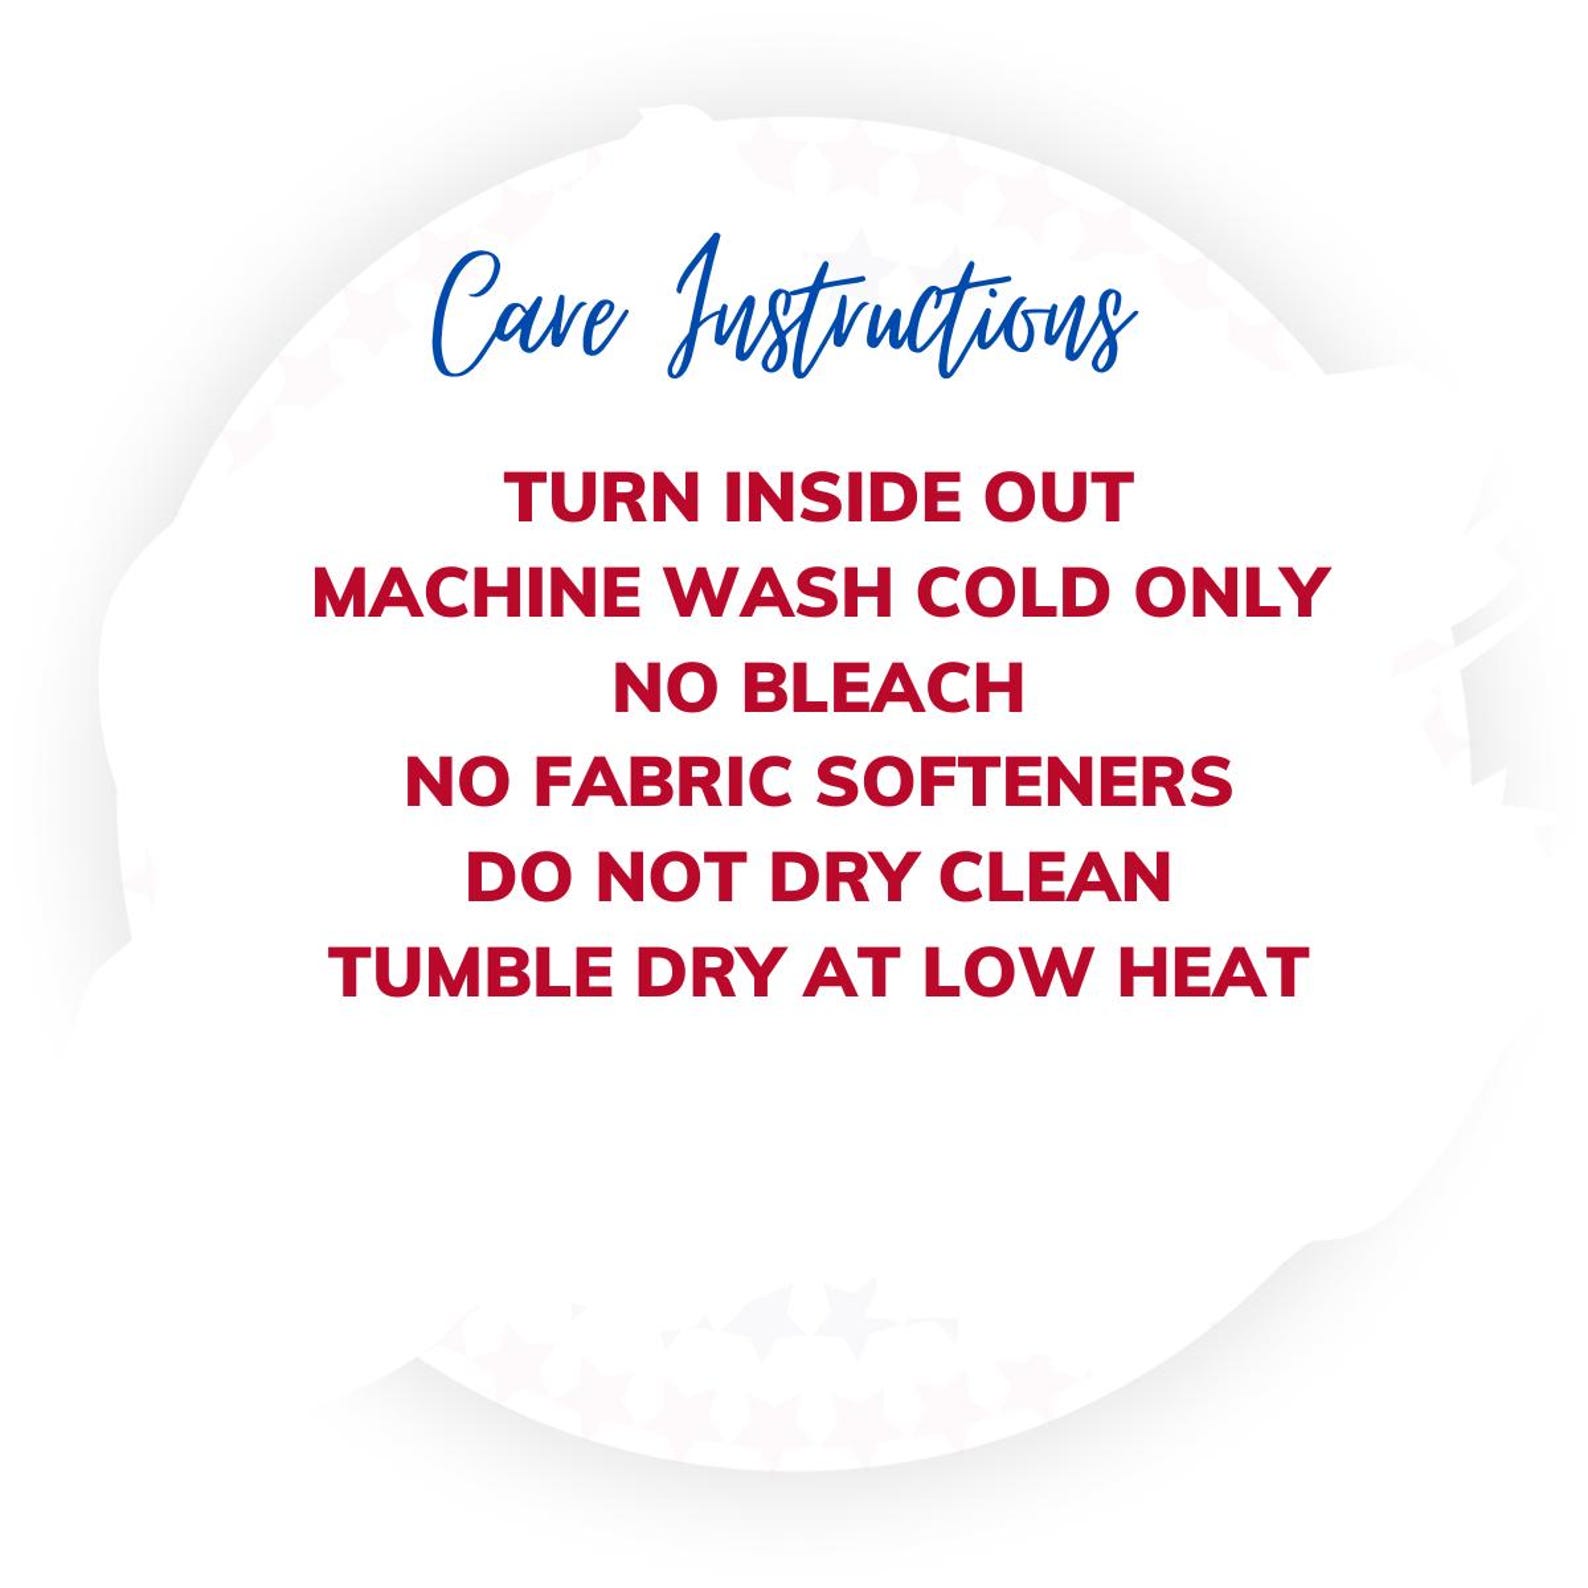 Care Instructions
TURN INSIDE OUT
MACHINE WASH COLD ONLY
NO BLEACH
NO FABRIC SOFTENERS
DO NOT DRY CLEAN
TUMBLE DRY AT LOW HEAT